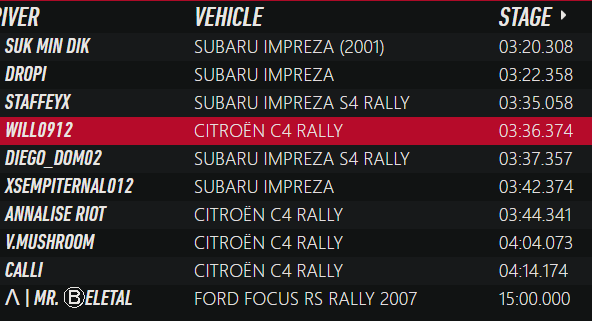 RIVER VEHICLE STAGE
SUK MIN DIK SUBARU IMPREZA (2001) 03:20.308
DROPI SUBARU IMPREZA 03:22.358
STAFFEYX SUBARU IMPREZA S4 RALLY 03:35.058
WILL0912 CITROËN C4 RALLY 03:36.374
DIEGO_DOM02 SUBARU IMPREZA S4 RALLY 03:37.357
XSEMPITERNAL012 SUBARU IMPREZA 03:42.374
ANNALISE RIOT CITROËN C4 RALLY 03:44.341
V.MUSHROOM CITROËN C4 RALLY 04:04.073
CALLI CITROËN C4 RALLY 04:14.174
Λ | MR. ⒷELETAL FORD FOCUS RS RALLY 2007 15:00.000